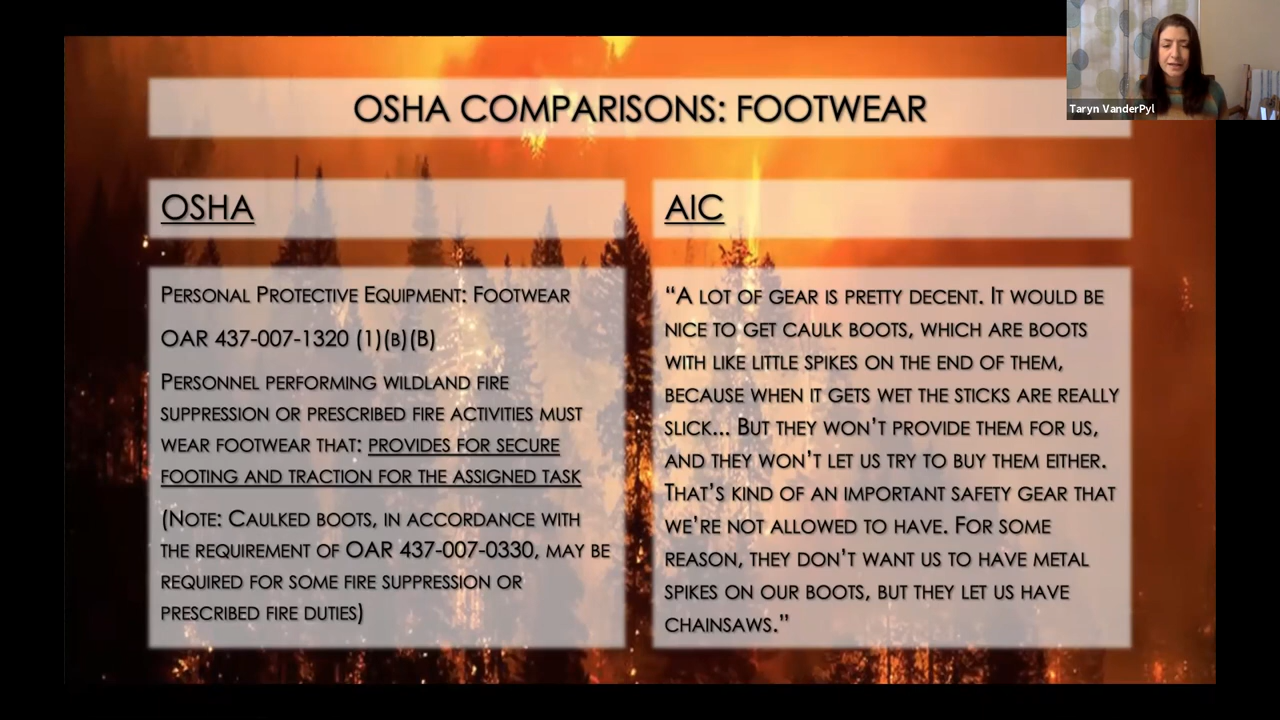 OSHA COMPARISONS: FOOTWEAR
Taryn VanderPyl
OSHA
PERSONAL PROTECTIVE EQUIPMENT: FOOTWEAR
OAR 437-007-1320 (1)(B)(B)
PERSONNEL PERFORMING WILDLAND FIRE
SUPPRESSION OR PRESCRIBED FIRE ACTIVITIES MUST
WEAR FOOTWEAR THAT: PROVIDES FOR SECURE
FOOTING AND TRACTION FOR THE ASSIGNED TASK
(NOTE: CAULKED BOOTS, IN ACCORDANCE WITH
THE REQUIREMENT OF OAR 437-007-0330, MAY BE
REQUIRED FOR SOME FIRE SUPPRESSION OR
PRESCRIBED FIRE DUTIES)
AIC
“A LOT OF GEAR IS PRETTY DECENT. IT WOULD BE
NICE TO GET CAULK BOOTS, WHICH ARE BOOTS
WITH LIKE LITTLE SPIKES ON THE END OF THEM,
BECAUSE WHEN IT GETS WET THE STICKS ARE REALLY
SLICK... BUT THEY WON’T PROVIDE THEM FOR US,
AND THEY WON’T LET US TRY TO BUY THEM EITHER.
THAT’S KIND OF AN IMPORTANT SAFETY GEAR THAT
WE’RE NOT ALLOWED TO HAVE. FOR SOME
REASON, THEY DON’T WANT US TO HAVE METAL
SPIKES ON OUR BOOTS, BUT THEY LET US HAVE
CHAINSAWS.”